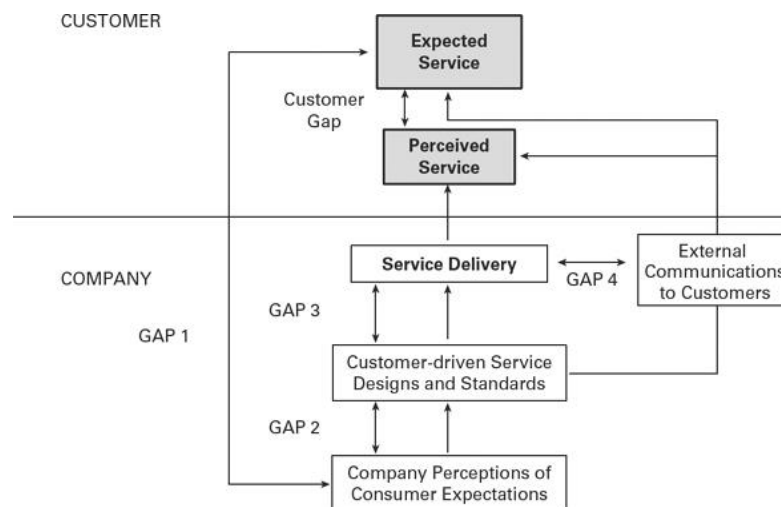 CUSTOMER
Expected
Service
Customer
Gap
Perceived
Service
COMPANY
Service Delivery
GAP 4
External
Communications
to Customers
GAP 3
GAP 1
Customer-driven Service
Designs and Standards
GAP 2
Company Perceptions of
Consumer Expectations